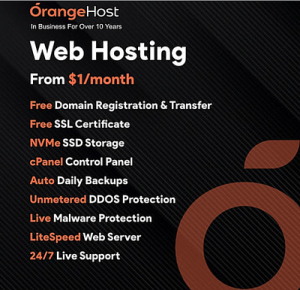 OrangeHost
In Business For Over 10 Years
Web Hosting
From $1/month
Free Domain Registration & Transfer
Free SSL Certificate
NVMe SSD Storage
cPanel Control Panel
Auto Daily Backups
Unmetered DDOS Protection
Live Malware Protection
LiteSpeed Web Server
24/7 Live Support